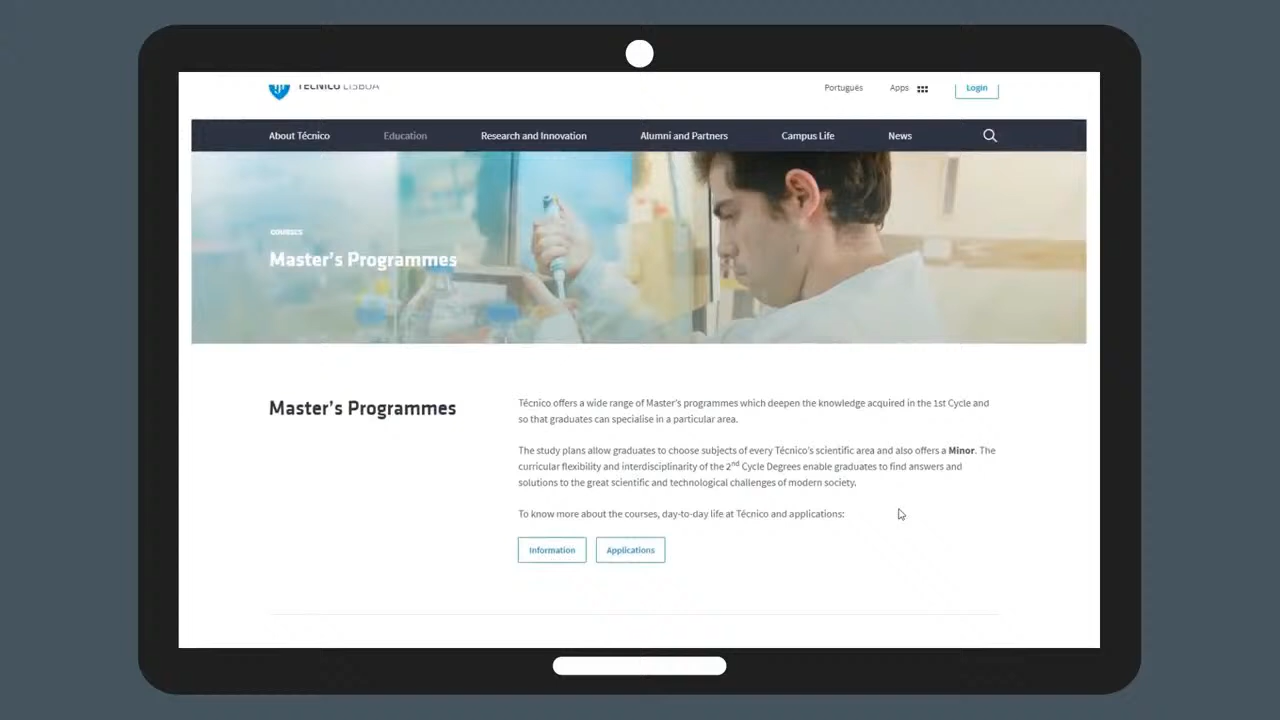 TÉCNICO LISBOA
Português Apps Login
About Técnico Education Research and Innovation Alumni and Partners Campus Life News
COURSES
Master's Programmes
Master's Programmes
Técnico offers a wide range of Master's programmes which deepen the knowledge acquired in the 1st Cycle and
so that graduates can specialise in a particular area.
The study plans allow graduates to choose subjects of every Técnico's scientific area and also offers a Minor. The
curricular flexibility and interdisciplinarity of the 2nd Cycle Degrees enable graduates to find answers and
solutions to the great scientific and technological challenges of modern society.
To know more about the courses, day-to-day life at Técnico and applications:
Information Applications